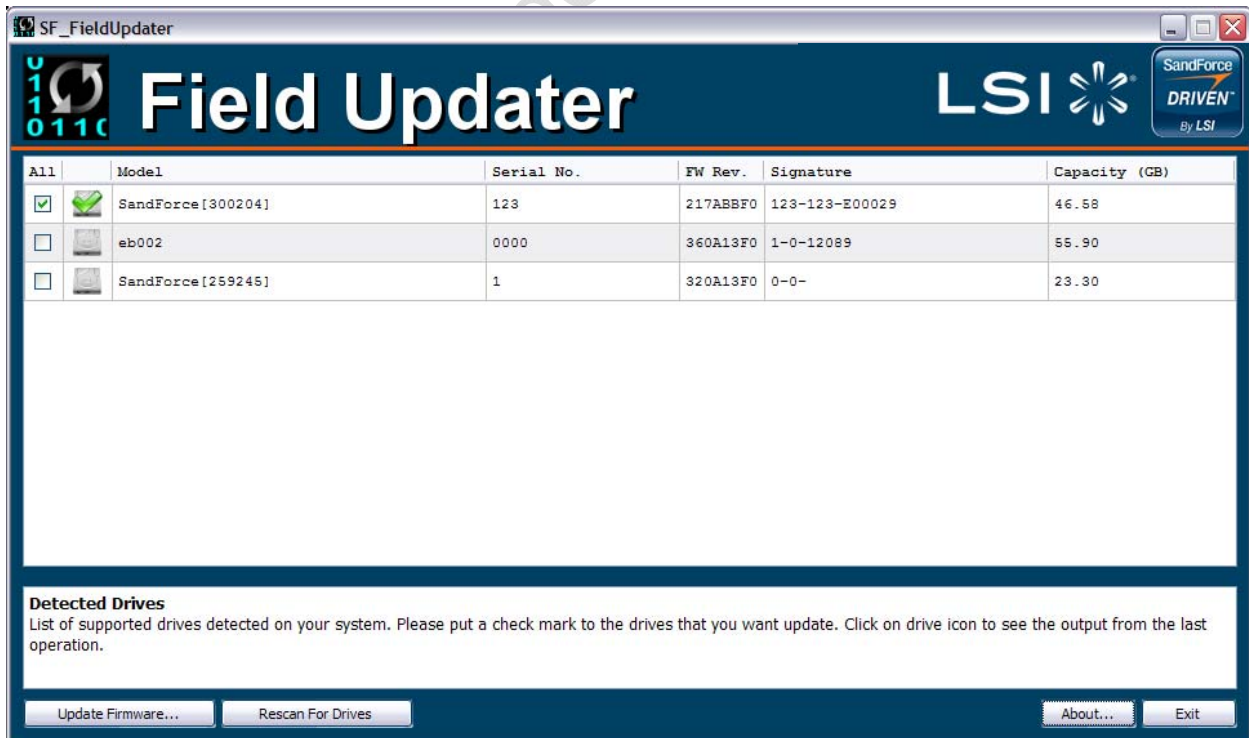 SF_FieldUpdater
Field Updater
LSI
SandForce
DRIVEN™
By LSI
All Model Serial No. FW Rev. Signature Capacity (GB)
SandForce[300204] 123 217ABBF0 123-123-E00029 46.58
eb002 0000 360A13F0 1-0-12089 55.90
SandForce[259245] 1 320A13F0 0-0- 23.30
Detected Drives
List of supported drives detected on your system. Please put a check mark to the drives that you want update. Click on drive icon to see the output from the last
operation.
Update Firmware... Rescan For Drives About... Exit